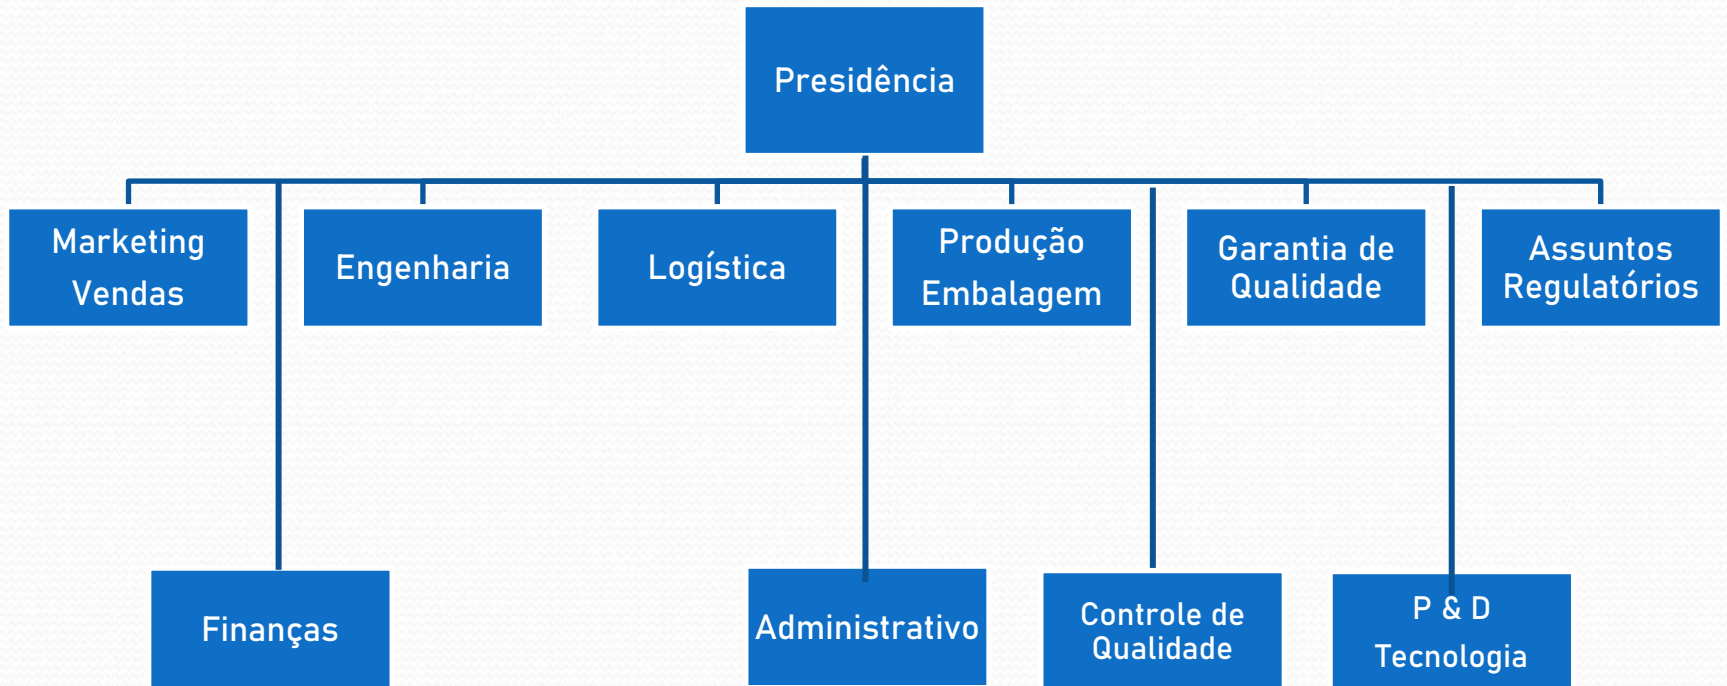 Presidência
Marketing
Vendas
Engenharia
Logística
Produção
Embalagem
Garantia de
Qualidade
Assuntos
Regulatórios
Finanças
Administrativo
Controle de
Qualidade
P & D
Tecnologia